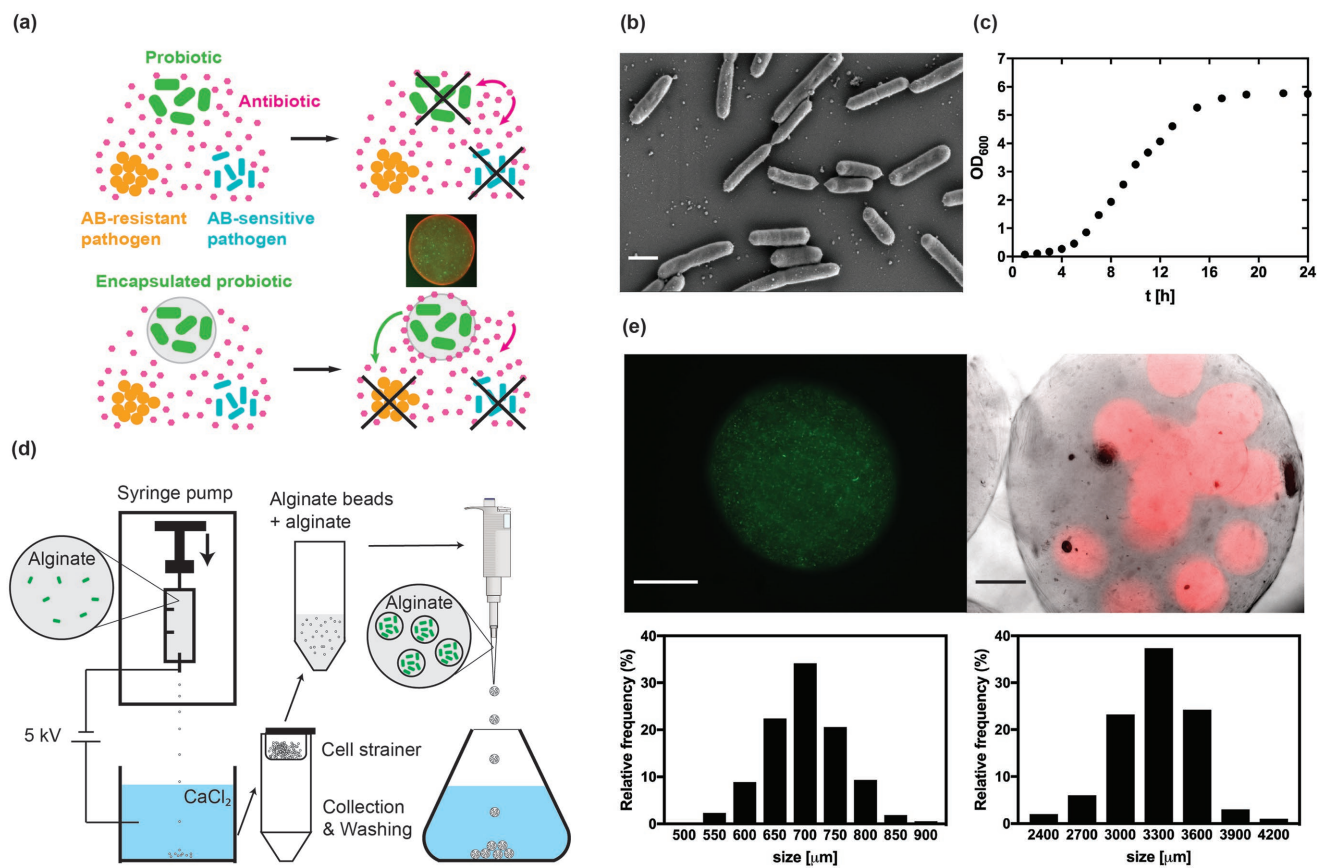 (a)
Probiotic
Antibiotic
AB-resistant
pathogen
AB-sensitive
pathogen
Encapsulated probiotic
(b)
(c)
OD600
7
6
5
4
3
2
1
0
0 4 8 12 16 20 24
t [h]
(d)
Syringe pump
Alginate
5 kV
CaCl2
Alginate beads
+ alginate
Cell strainer
Collection
& Washing
Alginate
(e)
Relative frequency (%)
40
30
20
10
0
500 550 600 650 700 750 800 850 900
size [µm]
Relative frequency (%)
40
30
20
10
0
2400 2700 3000 3300 3600 3900 4200
size [µm]